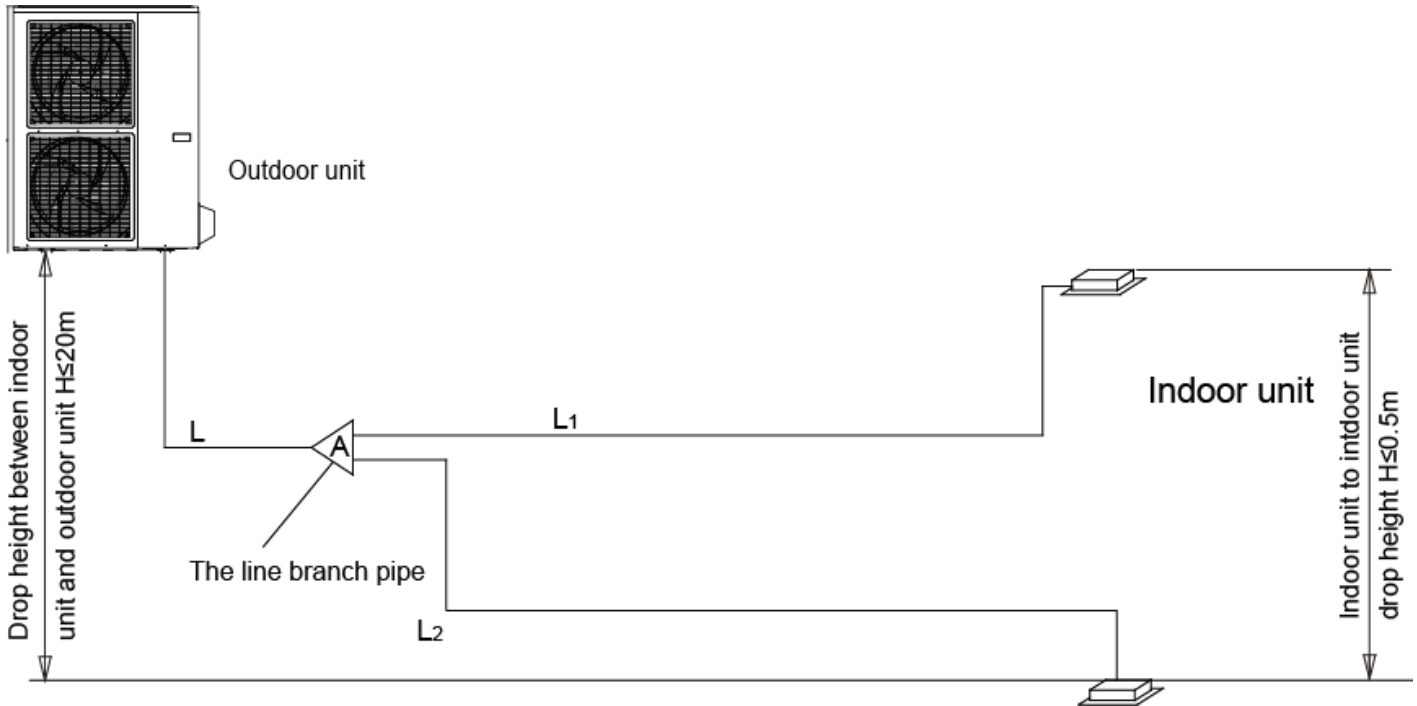 Outdoor unit
Drop height between indoor
unit and outdoor unit H≤20m
L
A
L1
The line branch pipe
L2
Indoor unit
Indoor unit to intdoor unit
drop height H≤0.5m